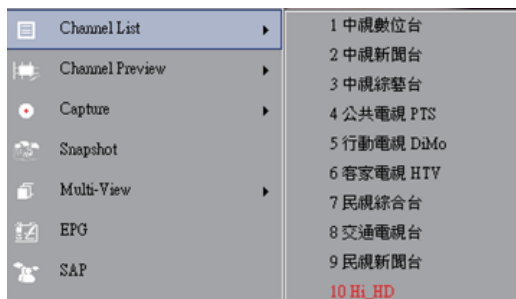 Channel List
Channel Preview
Capture
Snapshot
Multi-View
EPG
SAP
1 中視數位台
2 中視新聞台
3 中視綜藝台
4 公共電視 PTS
5 行動電視 DiMo
6 客家電視 HTV
7 民視綜合台
8 交通電視台
9 民視新聞台
10 Hi_HD